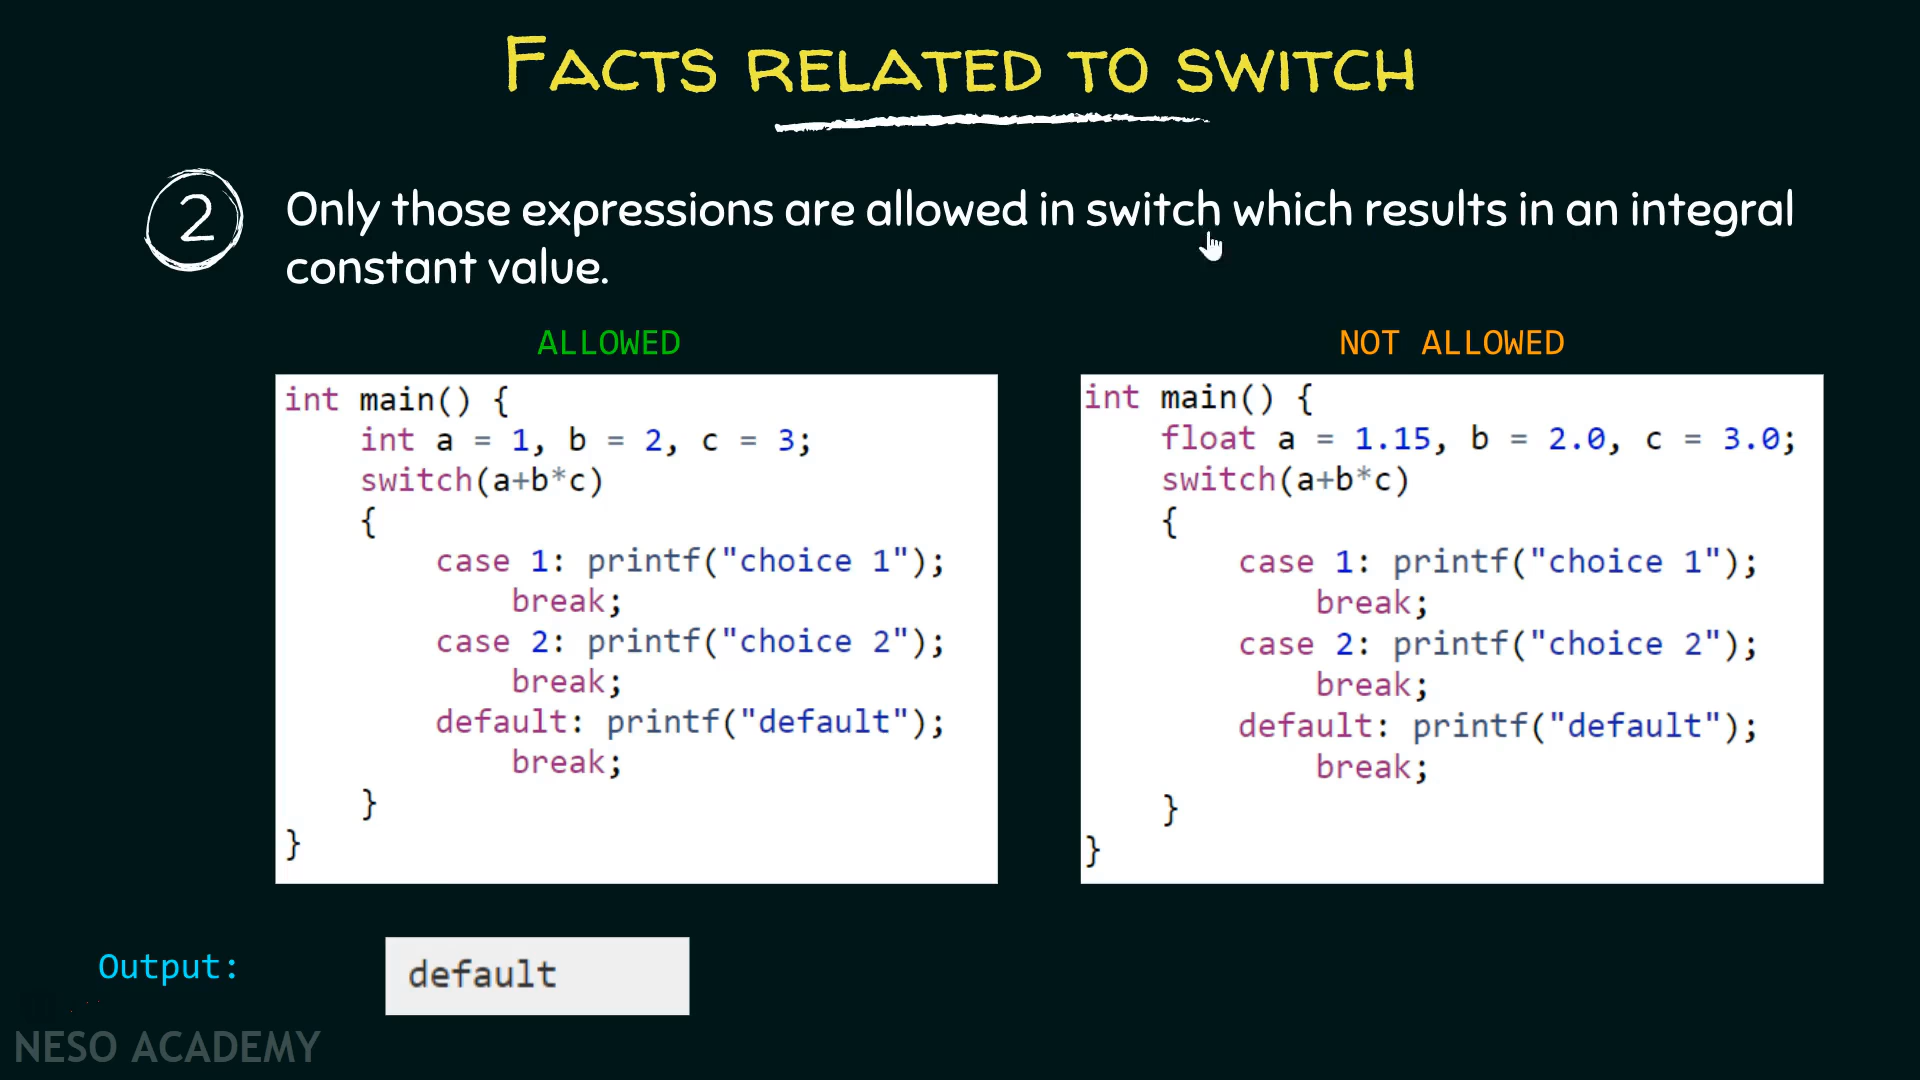 FACTS RELATED TO SWITCH
2
Only those expressions are allowed in switch which results in an integral
constant value.
ALLOWED
int main() {
    int a = 1, b = 2, c = 3;
    switch(a+b*c)
    {
        case 1: printf("choice 1");
            break;
        case 2: printf("choice 2");
            break;
        default: printf("default");
            break;
    }
}
NOT ALLOWED
int main() {
    float a = 1.15, b = 2.0, c = 3.0;
    switch(a+b*c)
    {
        case 1: printf("choice 1");
            break;
        case 2: printf("choice 2");
            break;
        default: printf("default");
            break;
    }
}
Output:
default
NESO ACADEMY